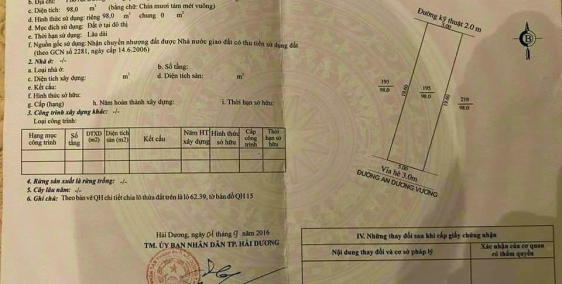 b. Địa chỉ:
c. Diện tích: 98,0 m² (bằng chữ: Chín mươi tám mét vuông)
d. Hình thức sử dụng: riêng 98,0 m² chung 0 m²
đ. Mục đích sử dụng: Đất ở tại đô thị
e. Thời hạn sử dụng: Lâu dài
f. Nguồn gốc sử dụng: Nhận chuyển nhượng đất được Nhà nước giao đất có thu tiền sử dụng đất
(theo GCN số 2281, ngày cấp 14.6.2006)
2. Nhà ở: -/-
a. Loại nhà ở: b. Số tầng:
c. Diện tích xây dựng: m² d. Diện tích sàn: m²
e. Kết cấu:
f. Hình thức sở hữu:
g. Cấp (hạng) h. Năm hoàn thành xây dựng: i. Thời hạn sở hữu:
3. Công trình xây dựng khác: -/-
Loại công trình:
Hạng mục công trình
Số tầng
DTXD (m2)
Diện tích sàn (m2)
Kết cấu
Năm HT xây dựng
Hình thức sở hữu
Cấp công trình
Thời hạn sở hữu
4. Rừng sản xuất là rừng trồng: -/-
5. Cây lâu năm: -/-
6. Ghi chú: Theo bản vẽ QH chi tiết chia lô thửa đất trên là lô 62.39, tờ bản đồ QH 15
Hải Dương, ngày 01 tháng 9 năm 2016
TM. ỦY BAN NHÂN DÂN TP. HẢI DƯƠNG
Đường kỹ thuật 2.0 m
5.00
B
193
98.0
19.60
195
98.0
19.60
219
98.0
5.00
Vỉa hè 3.0m
ĐƯỜNG AN DƯƠNG VƯƠNG
IV. Những thay đổi sau khi cấp giấy chứng nhận
Nội dung thay đổi và cơ sở pháp lý
Xác nhận của cơ quan
có thẩm quyền